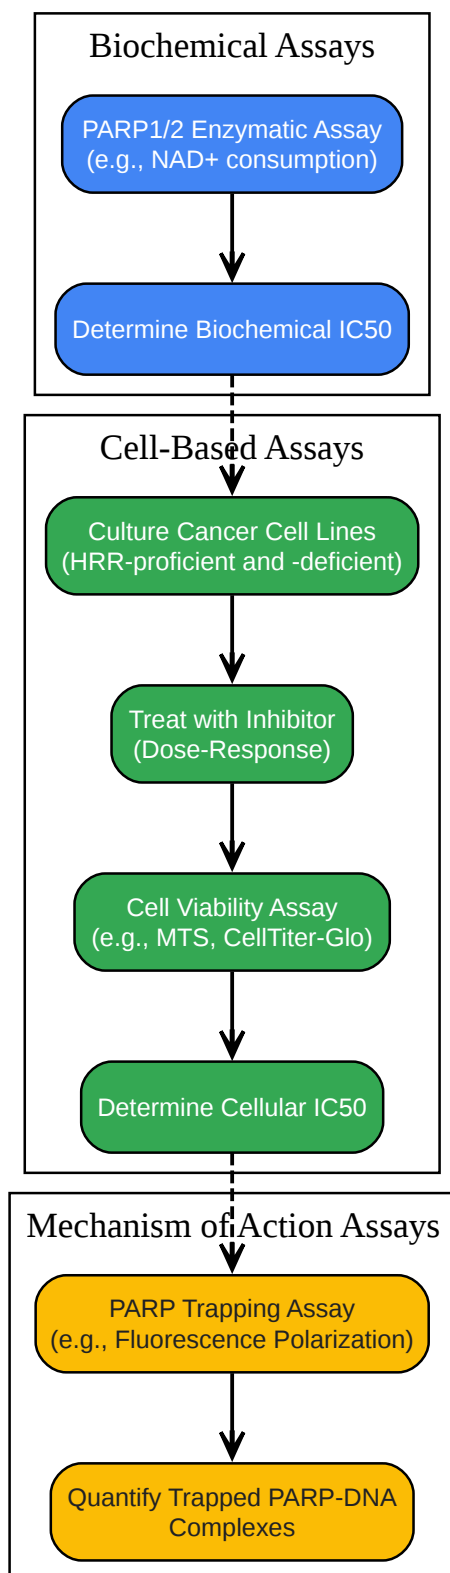 Biochemical Assays
PARP1/2 Enzymatic Assay
(e.g., NAD+ consumption)
Determine Biochemical IC50
Cell-Based Assays
Culture Cancer Cell Lines
(HRR-proficient and -deficient)
Treat with Inhibitor
(Dose-Response)
Cell Viability Assay
(e.g., MTS, CellTiter-Glo)
Determine Cellular IC50
Mechanism of Action Assays
PARP Trapping Assay
(e.g., Fluorescence Polarization)
Quantify Trapped PARP-DNA
Complexes